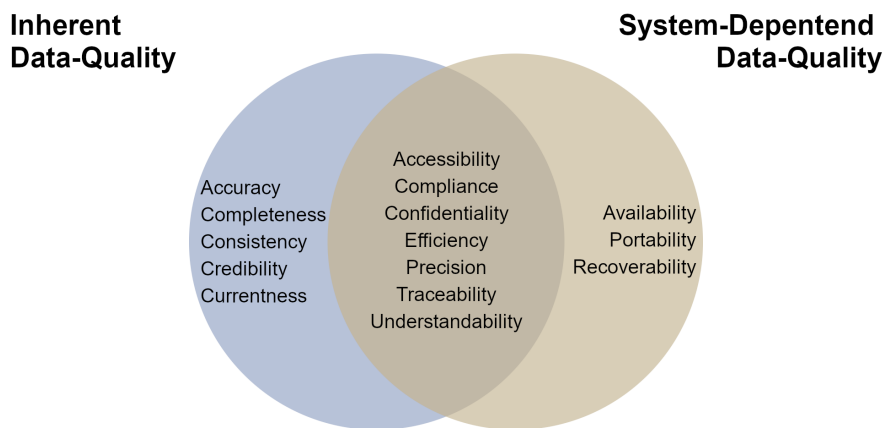 Inherent
Data-Quality
System-Depentend
Data-Quality
Accuracy
Completeness
Consistency
Credibility
Currentness
Accessibility
Compliance
Confidentiality
Efficiency
Precision
Traceability
Understandability
Availability
Portability
Recoverability